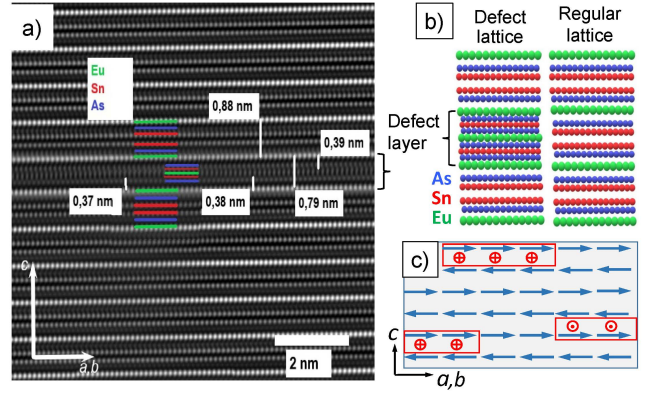 a)
Eu
Sn
As
0,88 nm
0,39 nm
0,37 nm
0,38 nm
0,79 nm
c
a,b
2 nm
b)
Defect lattice
Regular lattice
Defect layer
As
Sn
Eu
c)
c
a,b